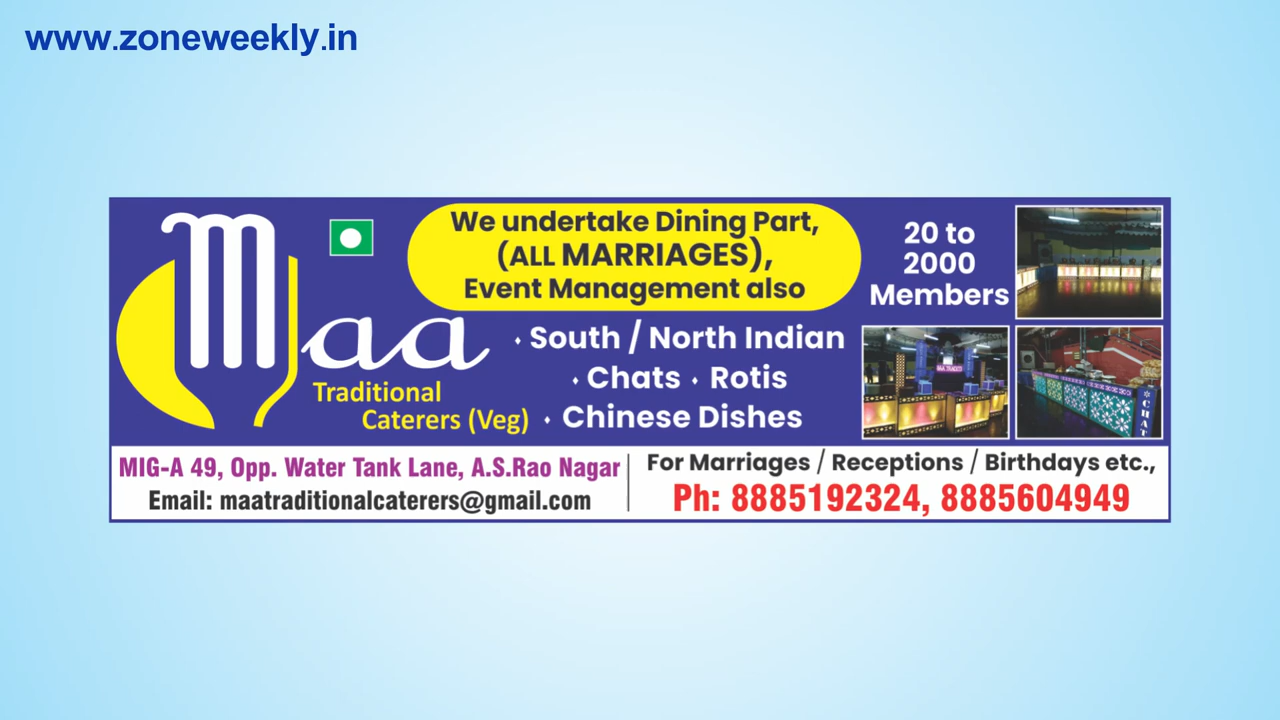 www.zoneweekly.in
We undertake Dining Part,
(ALL MARRIAGES),
Event Management also
20 to
2000
Members
maa
Traditional
Caterers (Veg)
South / North Indian
Chats Rotis
Chinese Dishes
CHAT
MIG-A 49, Opp. Water Tank Lane, A.S.Rao Nagar
Email: maatraditionalcaterers@gmail.com
For Marriages / Receptions / Birthdays etc.,
Ph: 8885192324, 8885604949